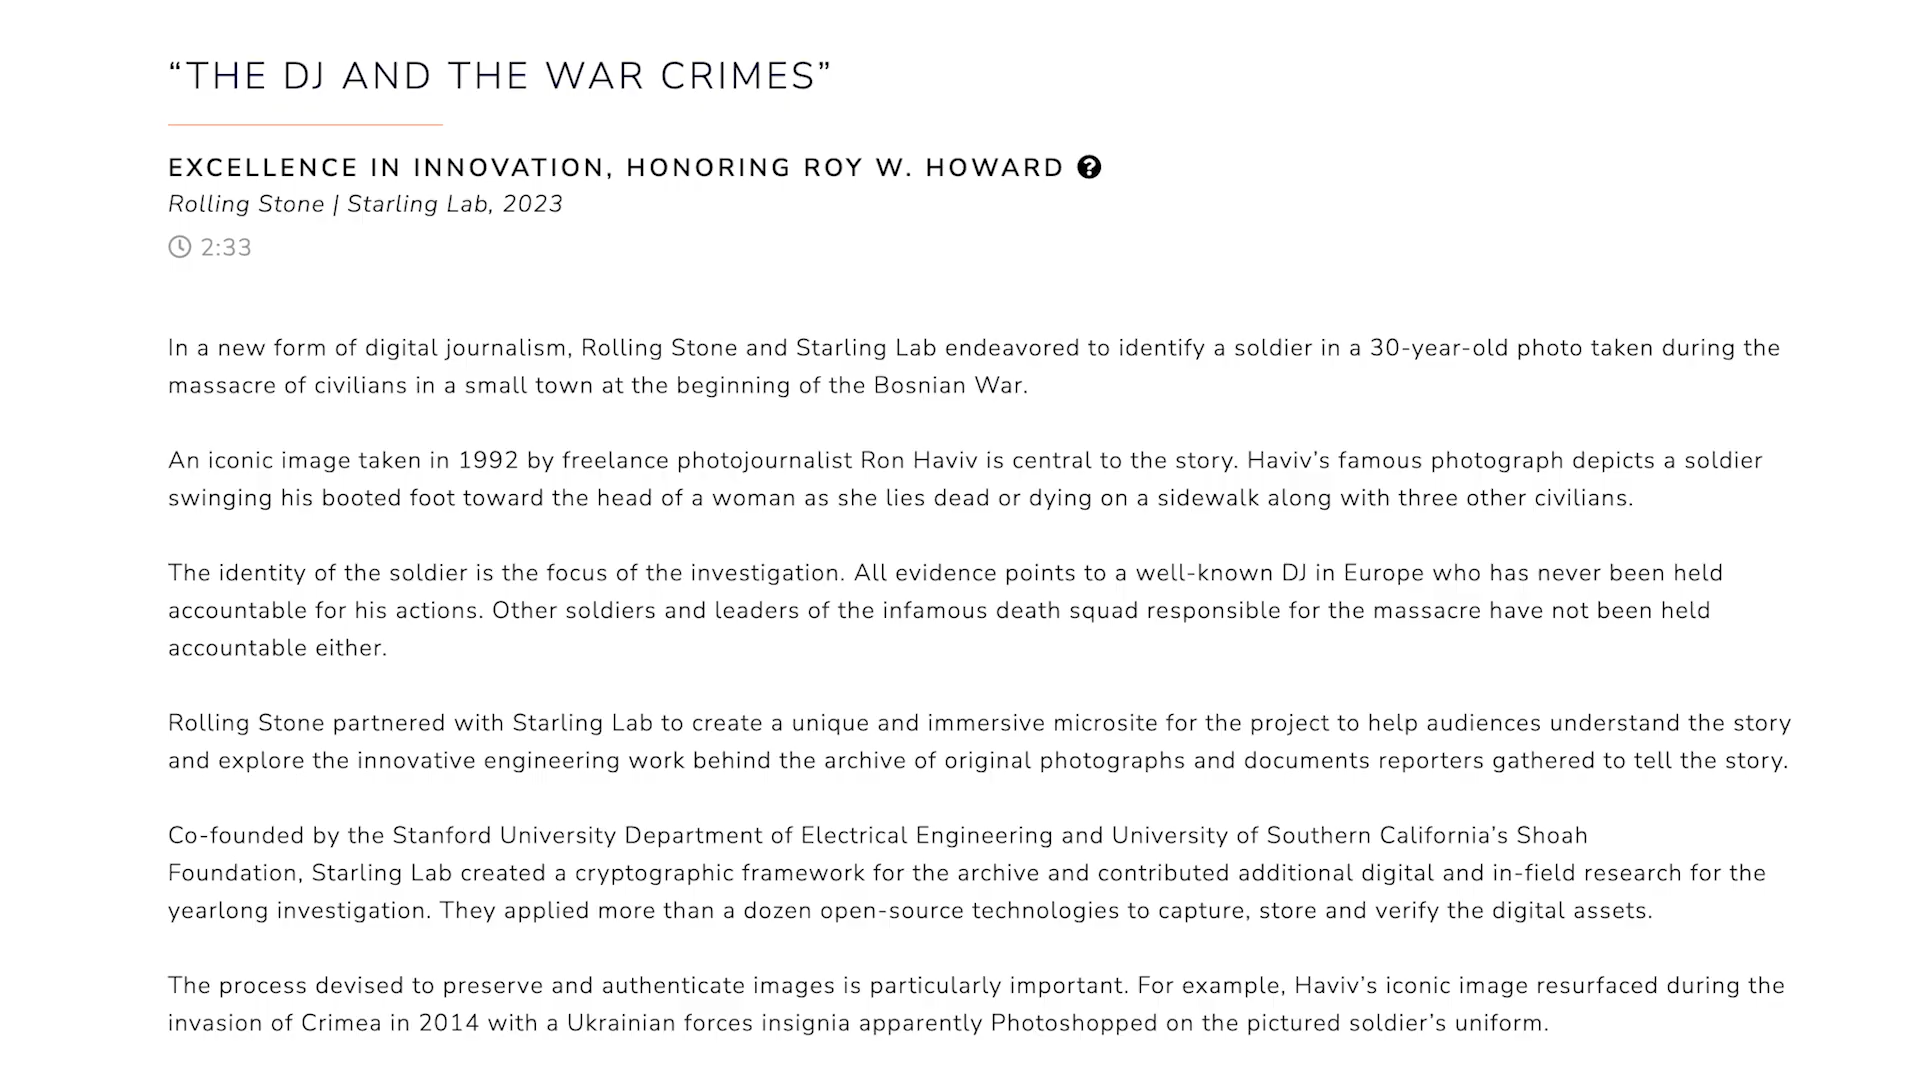 “THE DJ AND THE WAR CRIMES”
EXCELLENCE IN INNOVATION, HONORING ROY W. HOWARD ?
Rolling Stone | Starling Lab, 2023
2:33
In a new form of digital journalism, Rolling Stone and Starling Lab endeavored to identify a soldier in a 30-year-old photo taken during the
massacre of civilians in a small town at the beginning of the Bosnian War.
An iconic image taken in 1992 by freelance photojournalist Ron Haviv is central to the story. Haviv’s famous photograph depicts a soldier
swinging his booted foot toward the head of a woman as she lies dead or dying on a sidewalk along with three other civilians.
The identity of the soldier is the focus of the investigation. All evidence points to a well-known DJ in Europe who has never been held
accountable for his actions. Other soldiers and leaders of the infamous death squad responsible for the massacre have not been held
accountable either.
Rolling Stone partnered with Starling Lab to create a unique and immersive microsite for the project to help audiences understand the story
and explore the innovative engineering work behind the archive of original photographs and documents reporters gathered to tell the story.
Co-founded by the Stanford University Department of Electrical Engineering and University of Southern California’s Shoah
Foundation, Starling Lab created a cryptographic framework for the archive and contributed additional digital and in-field research for the
yearlong investigation. They applied more than a dozen open-source technologies to capture, store and verify the digital assets.
The process devised to preserve and authenticate images is particularly important. For example, Haviv’s iconic image resurfaced during the
invasion of Crimea in 2014 with a Ukrainian forces insignia apparently Photoshopped on the pictured soldier’s uniform.